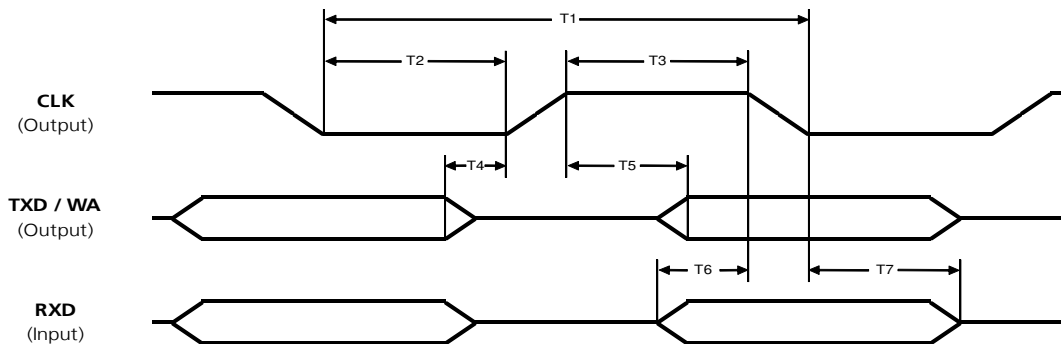 T1
T2
T3
CLK
(Output)
T4
T5
TXD / WA
(Output)
T6
T7
RXD
(Input)